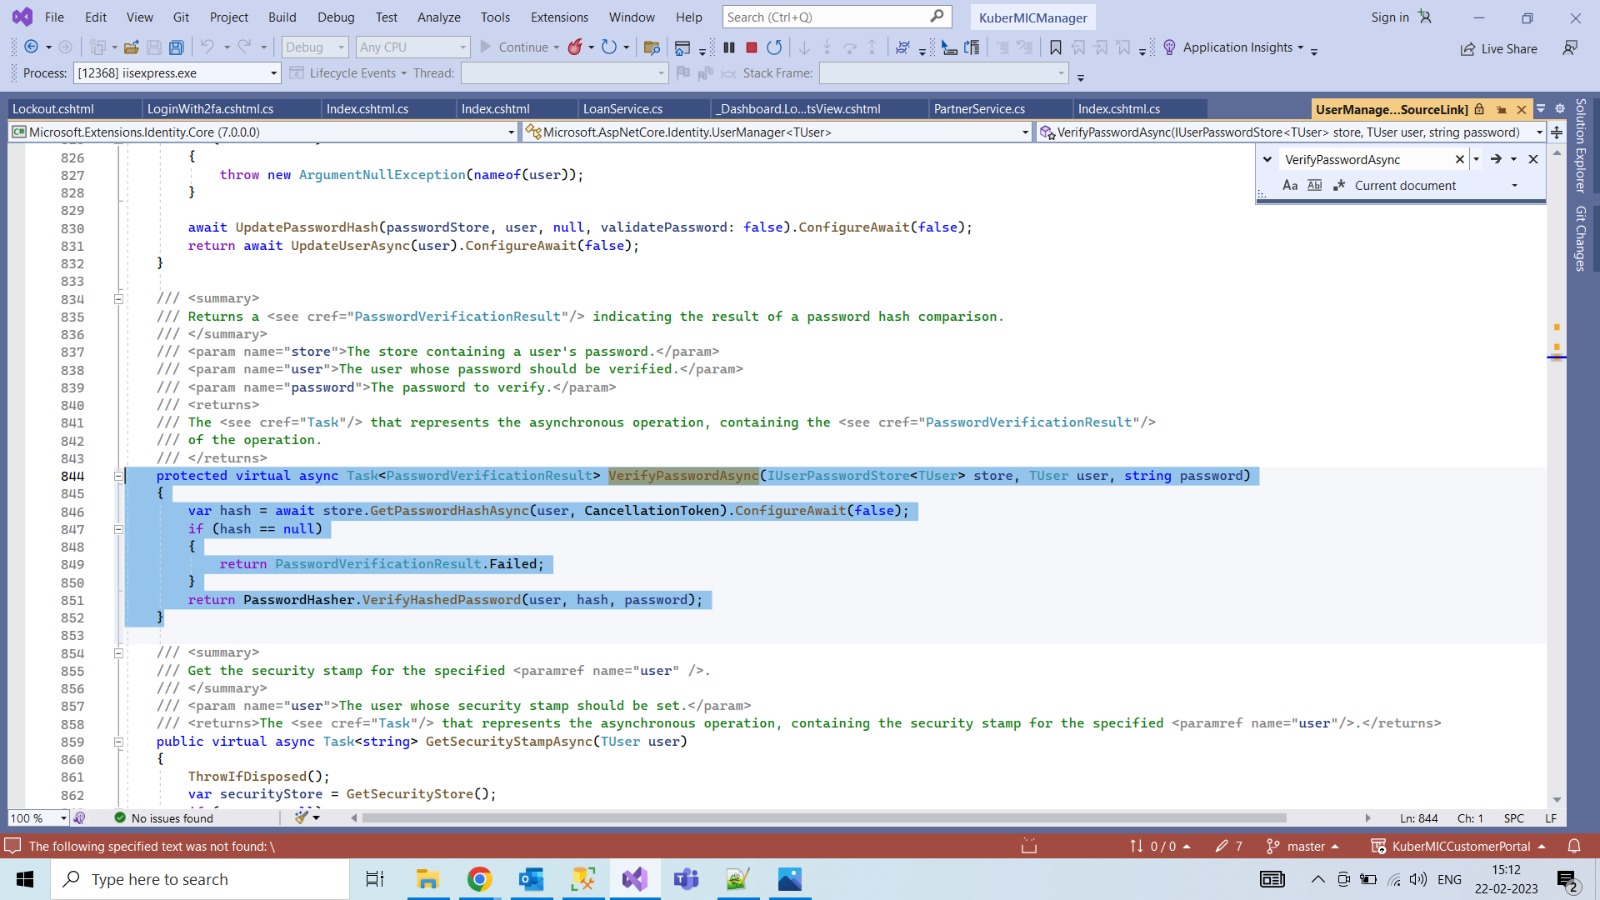 File Edit View Git Project Build Debug Test Analyze Tools Extensions Window Help Search (Ctrl+Q) KuberMICManager Sign in
Debug Any CPU Continue Application Insights Live Share
Process: [12368] iisexpress.exe Lifecycle Events Thread: Stack Frame:
Lockout.cshtml LoginWith2fa.cshtml.cs Index.cshtml.cs Index.cshtml LoanService.cs _Dashboard.Lo...tsView.cshtml PartnerService.cs Index.cshtml.cs UserManage...SourceLink]
Microsoft.Extensions.Identity.Core (7.0.0.0) Microsoft.AspNetCore.Identity.UserManager<TUser> VerifyPasswordAsync(IUserPasswordStore<TUser> store, TUser user, string password)
VerifyPasswordAsync
Aa Ab Current document
Solution Explorer
Git Changes
826 {
827 throw new ArgumentNullException(nameof(user));
828 }
829
830 await UpdatePasswordHash(passwordStore, user, null, validatePassword: false).ConfigureAwait(false);
831 return await UpdateUserAsync(user).ConfigureAwait(false);
832 }
833
834 /// <summary>
835 /// Returns a <see cref="PasswordVerificationResult"/> indicating the result of a password hash comparison.
836 /// </summary>
837 /// <param name="store">The store containing a user's password.</param>
838 /// <param name="user">The user whose password should be verified.</param>
839 /// <param name="password">The password to verify.</param>
840 /// <returns>
841 /// The <see cref="Task"/> that represents the asynchronous operation, containing the <see cref="PasswordVerificationResult"/>
842 /// of the operation.
843 /// </returns>
844 protected virtual async Task<PasswordVerificationResult> VerifyPasswordAsync(IUserPasswordStore<TUser> store, TUser user, string password)
845 {
846 var hash = await store.GetPasswordHashAsync(user, CancellationToken).ConfigureAwait(false);
847 if (hash == null)
848 {
849 return PasswordVerificationResult.Failed;
850 }
851 return PasswordHasher.VerifyHashedPassword(user, hash, password);
852 }
853
854 /// <summary>
855 /// Get the security stamp for the specified <paramref name="user" />.
856 /// </summary>
857 /// <param name="user">The user whose security stamp should be set.</param>
858 /// <returns>The <see cref="Task"/> that represents the asynchronous operation, containing the security stamp for the specified <paramref name="user"/>.</returns>
859 public virtual async Task<string> GetSecurityStampAsync(TUser user)
860 {
861 ThrowIfDisposed();
862 var securityStore = GetSecurityStore();
100 % No issues found Ln: 844 Ch: 1 SPC LF
The following specified text was not found: \ 0 / 0 7 master KuberMICCustomerPortal
Type here to search ENG 15:12
22-02-2023 2